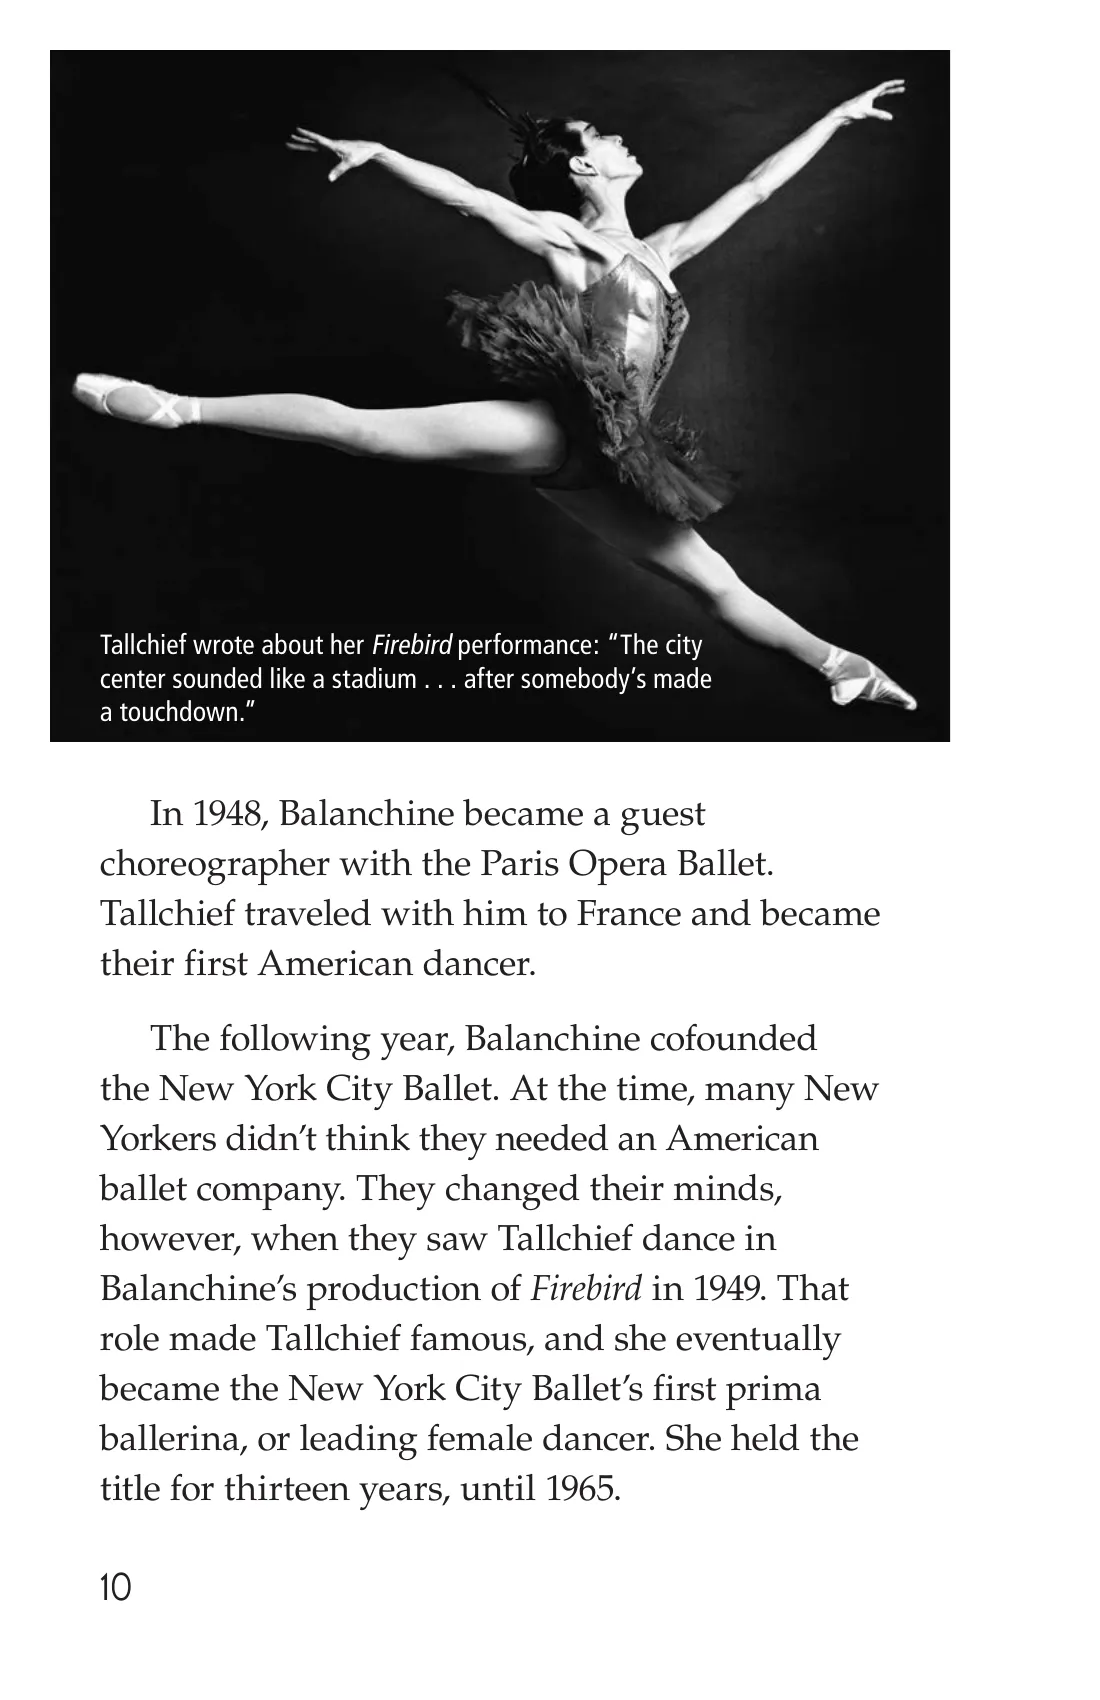 Tallchief wrote about her Firebird performance: “The city
center sounded like a stadium . . . after somebody’s made
a touchdown.”
In 1948, Balanchine became a guest
choreographer with the Paris Opera Ballet.
Tallchief traveled with him to France and became
their first American dancer.
The following year, Balanchine cofounded
the New York City Ballet. At the time, many New
Yorkers didn’t think they needed an American
ballet company. They changed their minds,
however, when they saw Tallchief dance in
Balanchine’s production of Firebird in 1949. That
role made Tallchief famous, and she eventually
became the New York City Ballet’s first prima
ballerina, or leading female dancer. She held the
title for thirteen years, until 1965.
10